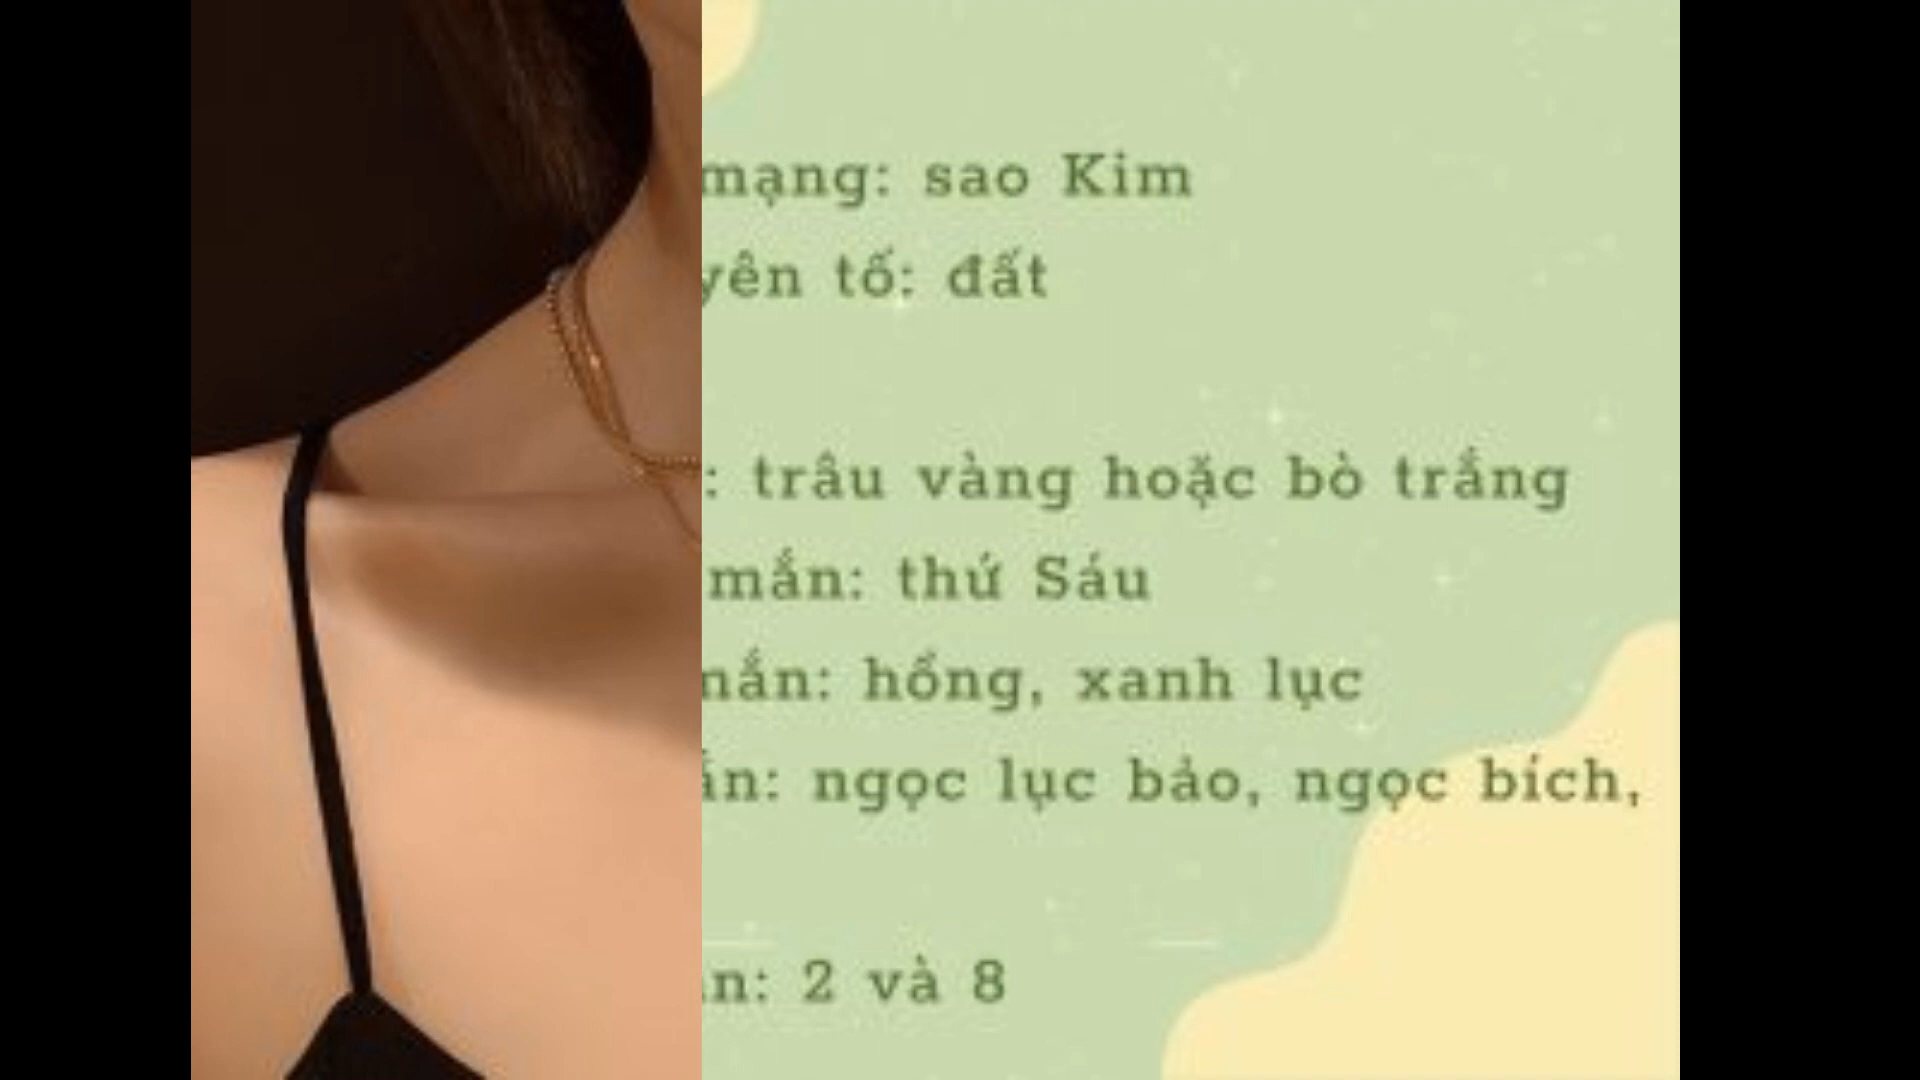 mạng: sao Kim
yên tố: đất
: trâu vàng hoặc bò trắng
mắn: thứ Sáu
mắn: hồng, xanh lục
ắn: ngọc lục bảo, ngọc bích,
ắn: 2 và 8